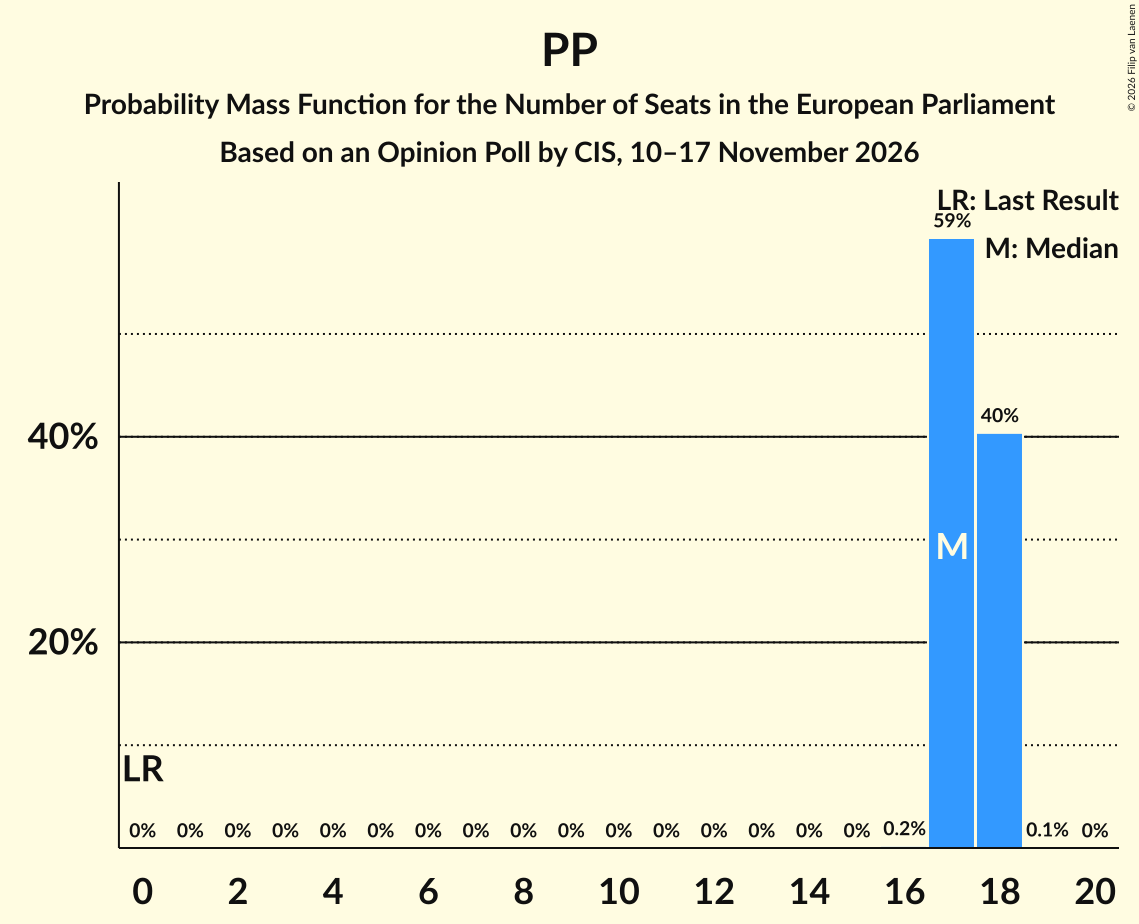 PP
Probability Mass Function for the Number of Seats in the European Parliament
Based on an Opinion Poll by CIS, 10–17 November 2026
© 2026 Filip van Laenen
LR: Last Result
M: Median
59%
40%
40%
M
20%
LR
0% 0% 0% 0% 0% 0% 0% 0% 0% 0% 0% 0% 0% 0% 0% 0% 0.2% 0.1% 0%
0 2 4 6 8 10 12 14 16 18 20